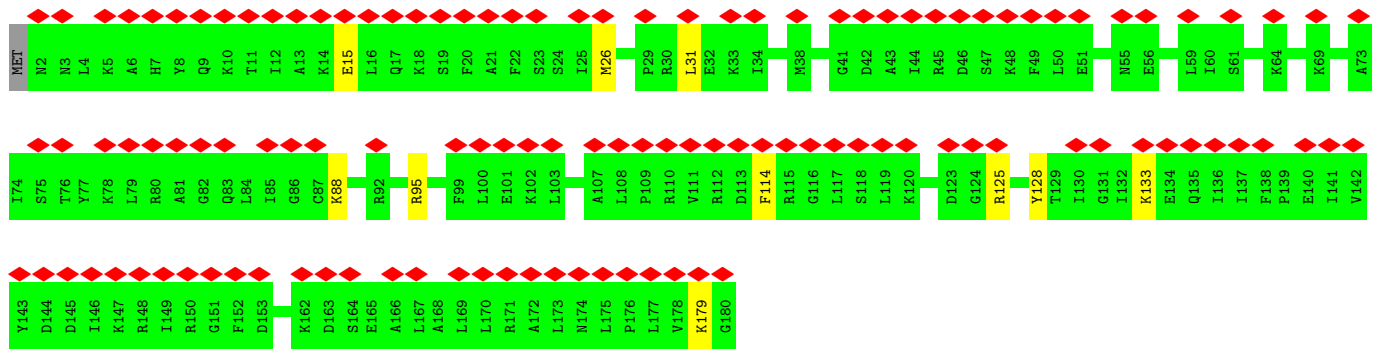 MET N2 N3 L4 K5 A6 H7 Y8 Q9 K10 T11 I12 A13 K14 E15 L16 Q17 K18 S19 F20 A21 F22 S23 S24 I25 M26 P29 R30 L31 E32 K33 I34 M38 G41 D42 A43 I44 R45 D46 S47 K48 F49 L50 E51 N55 E56 L59 I60 S61 K64 K69 A73
I74 S75 T76 Y77 K78 L79 R80 A81 G82 Q83 L84 I85 G86 C87 K88 R92 R95 F99 L100 E101 K102 L103 A107 L108 P109 R110 V111 R112 D113 F114 R115 G116 L117 S118 L119 K120 D123 G124 R125 Y128 T129 I130 G131 I132 K133 E134 Q135 I136 I137 F138 P139 E140 I141 V142
Y143 D144 D145 I146 K147 R148 I149 R150 G151 F152 D153 K162 D163 S164 E165 A166 L167 A168 L169 L170 R171 A172 L173 N174 L175 P176 L177 V178 K179 G180